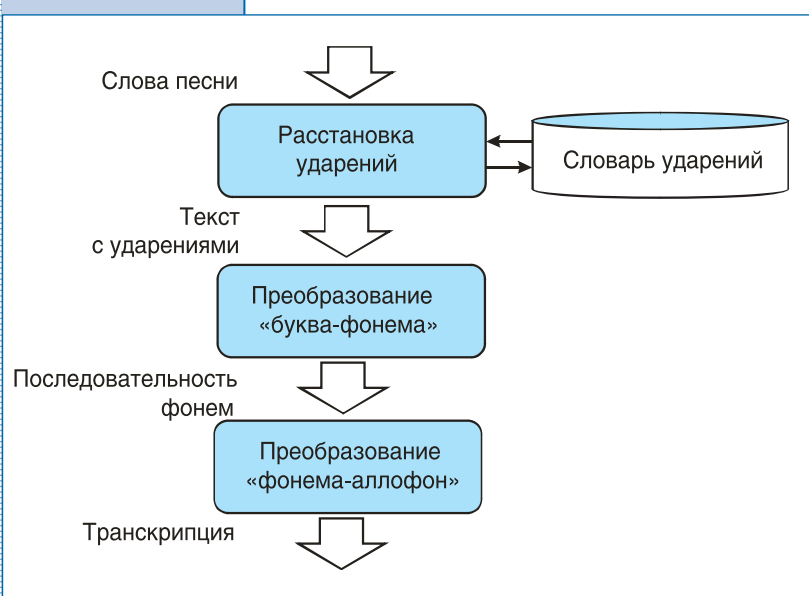 Слова песни
Расстановка
ударений
Словарь ударений
Текст
с ударениями
Преобразование
«буква-фонема»
Последовательность
фонем
Преобразование
«фонема-аллофон»
Транскрипция